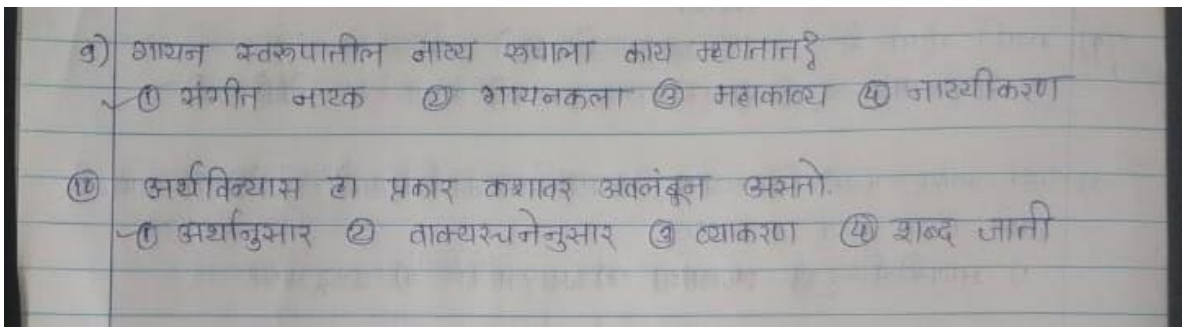 ९) गायन स्वरूपातील नाट्य रूपाला काय म्हणतात?
✓① संगीत नाटक ② गायनकला ③ महाकाव्य ④ नाट्यीकरण
⑩ अर्थविन्यास हा प्रकार कशावर अवलंबून असतो.
✓① अर्थानुसार ② वाक्यरचनेनुसार ③ व्याकरण ④ शब्द जाती